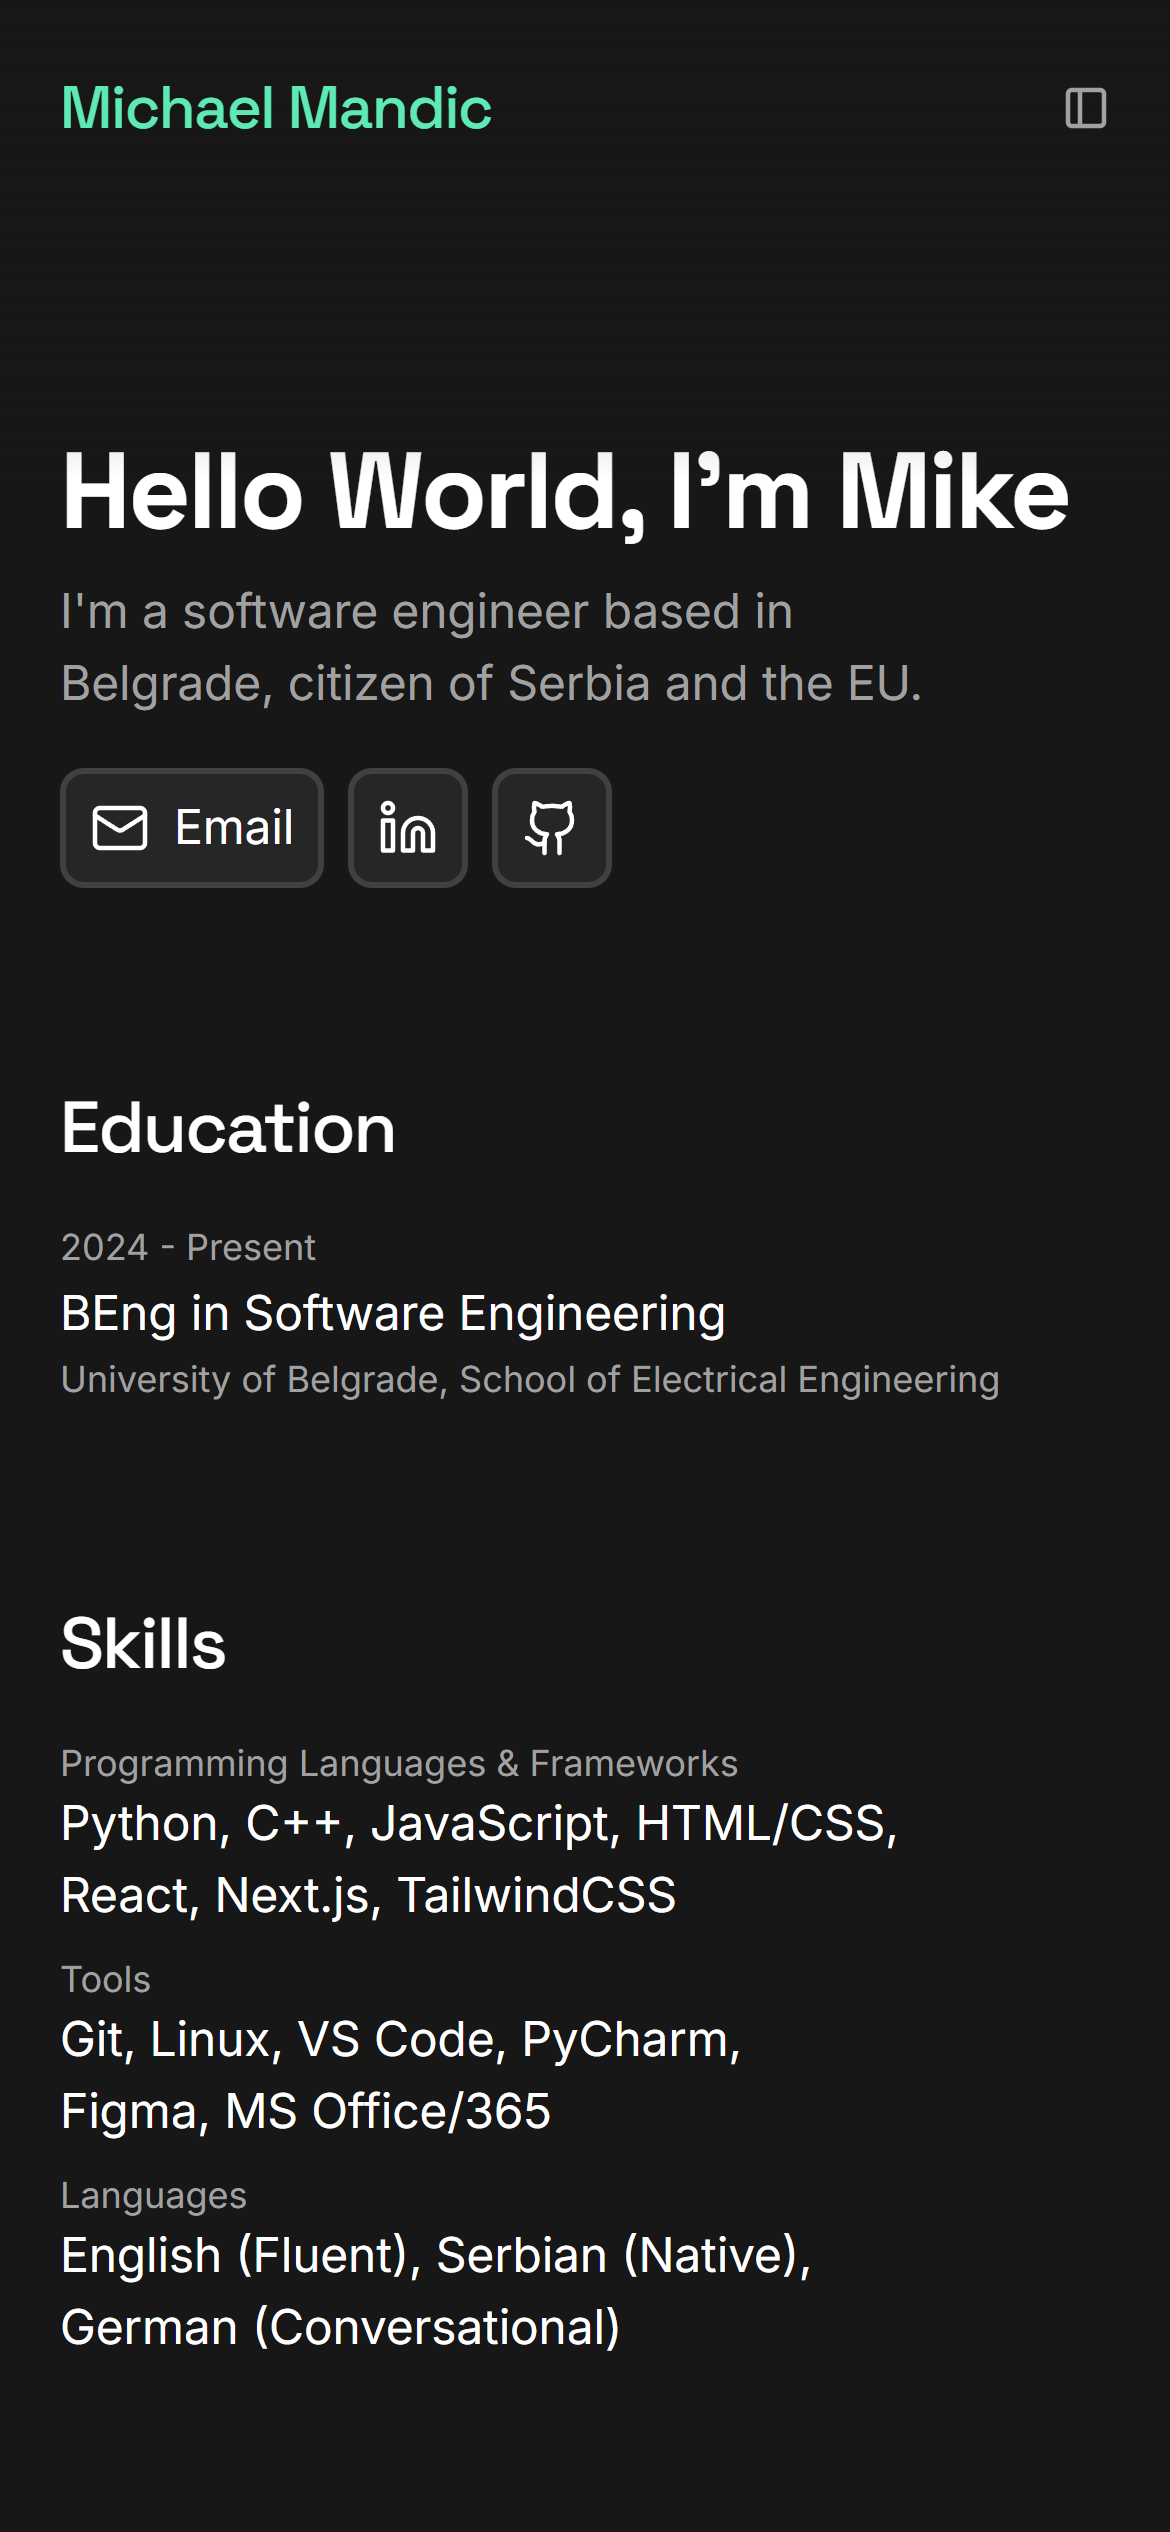 Michael Mandic
Hello World, I’m Mike
I'm a software engineer based in
Belgrade, citizen of Serbia and the EU.
Email
Education
2024 - Present
BEng in Software Engineering
University of Belgrade, School of Electrical Engineering
Skills
Programming Languages & Frameworks
Python, C++, JavaScript, HTML/CSS,
React, Next.js, TailwindCSS
Tools
Git, Linux, VS Code, PyCharm,
Figma, MS Office/365
Languages
English (Fluent), Serbian (Native),
German (Conversational)